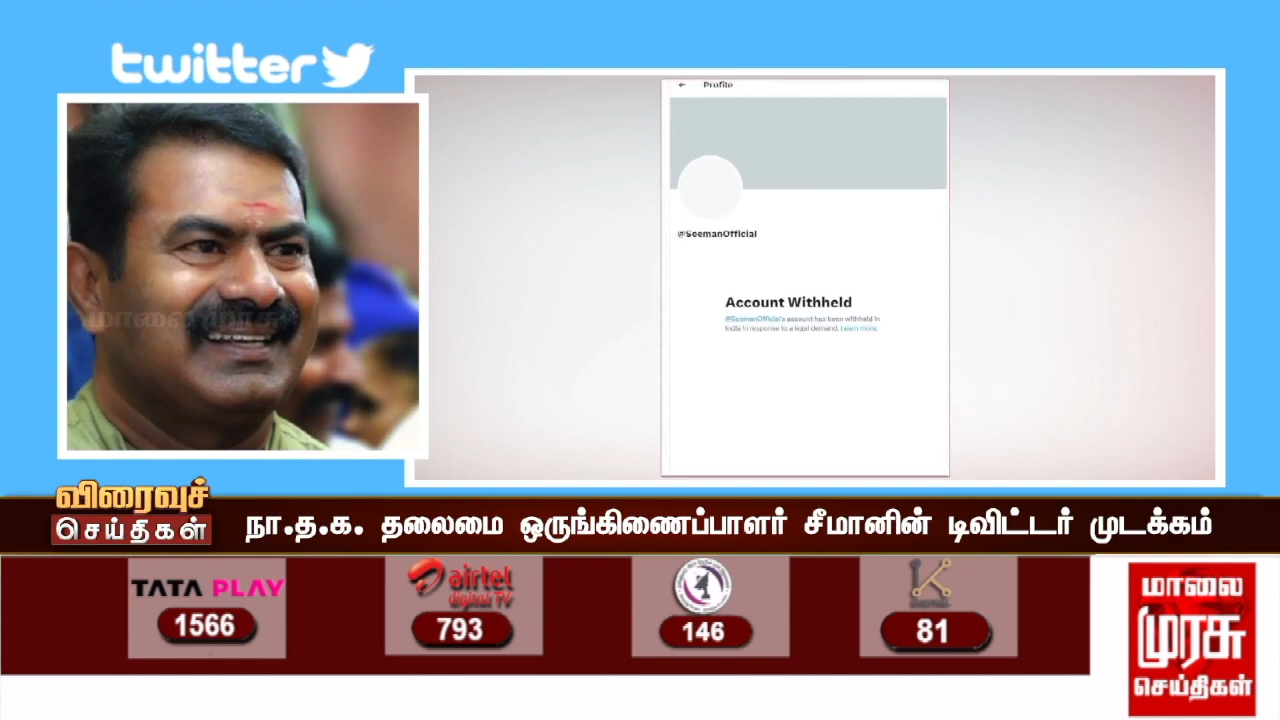 twitter
Profile
@SeemanOfficial
Account Withheld
@SeemanOfficial's account has been withheld in
India in response to a legal demand. Learn more.
மாலை முரசு
விரைவுச்
செய்திகள்
நா.த.க. தலைமை ஒருங்கிணைப்பாளர் சீமானின் டிவிட்டர் முடக்கம்
TATA PLAY
1566
airtel
digital TV
793
146
81
மாலை
முரசு
செய்திகள்